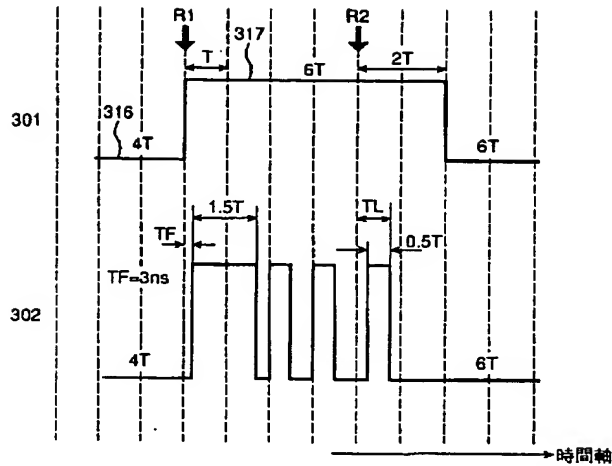 R1
R2
T
317
6T
2T
301
316
4T
6T
1.5T
TL
TF
0.5T
TF=3ns
302
4T
6T
時間軸